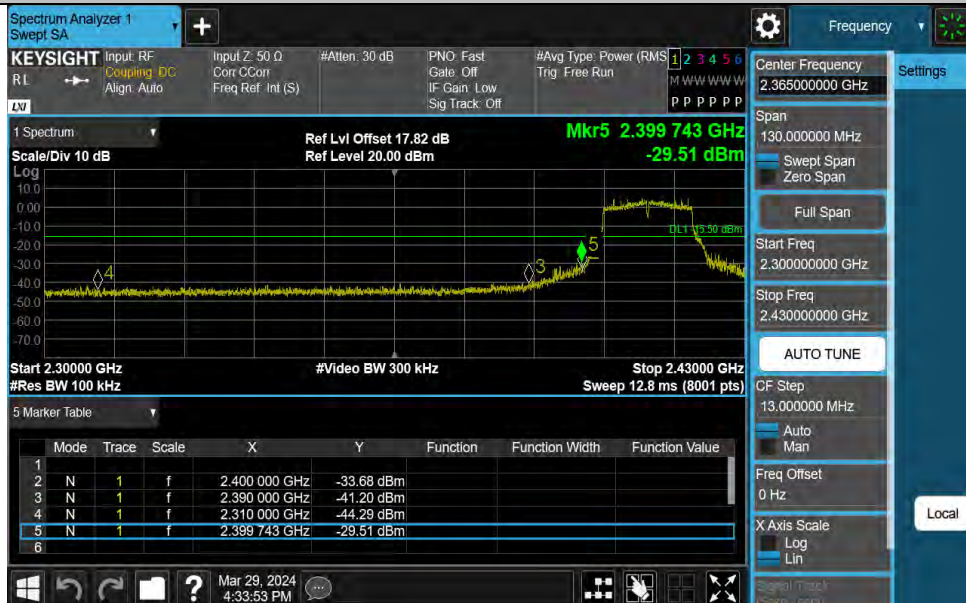 Spectrum Analyzer 1
Swept SA
+
Frequency
KEYSIGHT
RL
LXI
Input: RF
Coupling: DC
Align: Auto
Input Z: 50 Ω
Corr CCorr
Freq Ref: Int (S)
#Atten: 30 dB
PNO: Fast
Gate: Off
IF Gain: Low
Sig Track: Off
#Avg Type: Power (RMS
Trig: Free Run
1 2 3 4 5 6
M W W W W W
P P P P P P
1 Spectrum
Scale/Div 10 dB
Ref Lvl Offset 17.82 dB
Ref Level 20.00 dBm
Mkr5 2.399 743 GHz
-29.51 dBm
Log
10.0
0.00
-10.0
-20.0
-30.0
-40.0
-50.0
-60.0
-70.0
DL1 -15.50 dBm
4
3
5
Start 2.30000 GHz
#Video BW 300 kHz
Stop 2.43000 GHz
#Res BW 100 kHz
Sweep 12.8 ms (8001 pts)
5 Marker Table
Mode Trace Scale X Y Function Function Width Function Value
1
2 N 1 f 2.400 000 GHz -33.68 dBm
3 N 1 f 2.390 000 GHz -41.20 dBm
4 N 1 f 2.310 000 GHz -44.29 dBm
5 N 1 f 2.399 743 GHz -29.51 dBm
6
?
Mar 29, 2024
4:33:53 PM
Center Frequency
2.365000000 GHz
Span
130.000000 MHz
Swept Span
Zero Span
Full Span
Start Freq
2.300000000 GHz
Stop Freq
2.430000000 GHz
AUTO TUNE
CF Step
13.000000 MHz
Auto
Man
Freq Offset
0 Hz
X Axis Scale
Log
Lin
Signal Track
Settings
Local